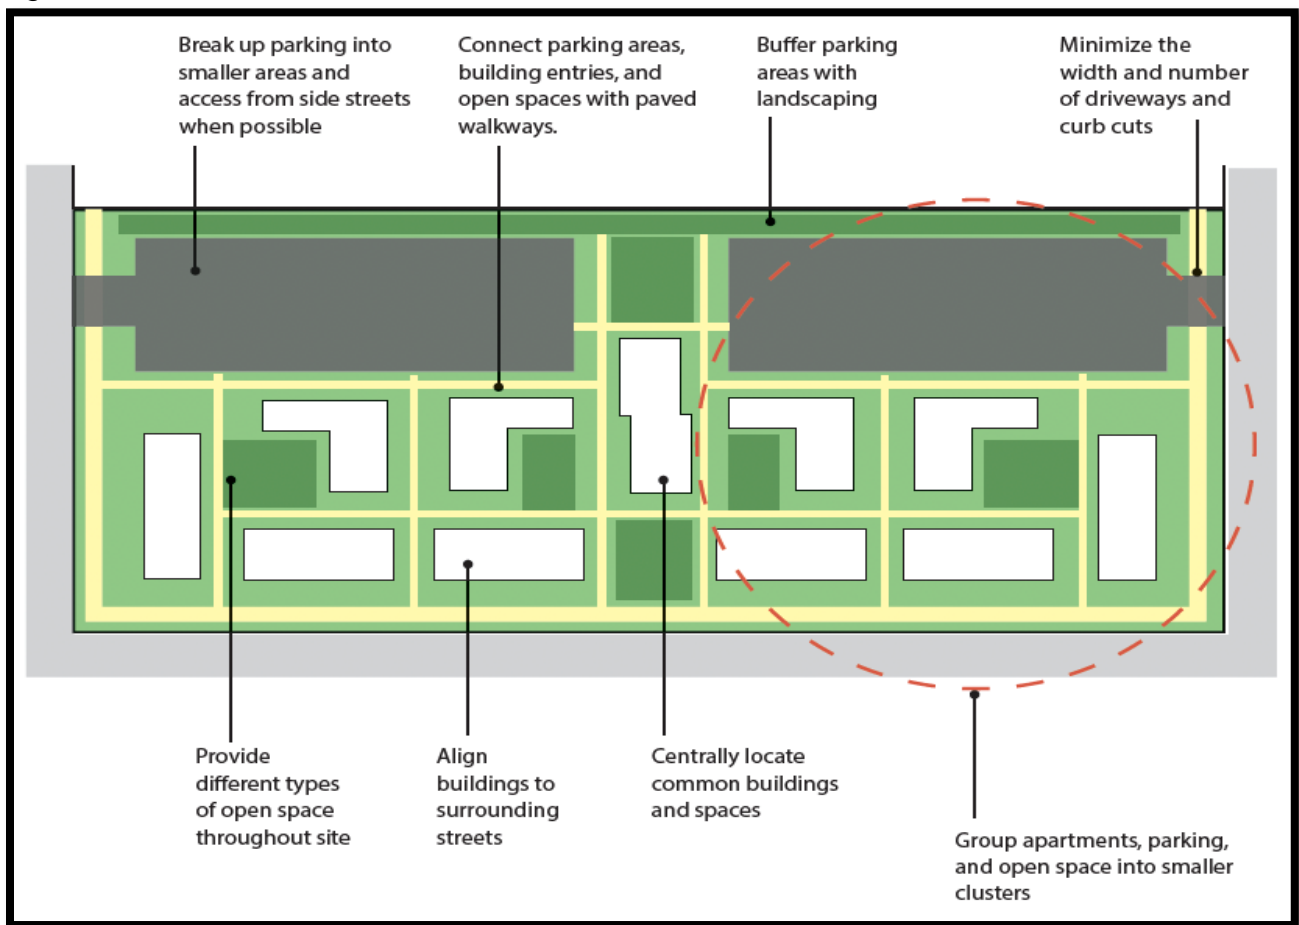 Break up parking into
smaller areas and
access from side streets
when possible
Connect parking areas,
building entries, and
open spaces with paved
walkways.
Buffer parking
areas with
landscaping
Minimize the
width and number
of driveways and
curb cuts
Provide
different types
of open space
throughout site
Align
buildings to
surrounding
streets
Centrally locate
common buildings
and spaces
Group apartments, parking,
and open space into smaller
clusters